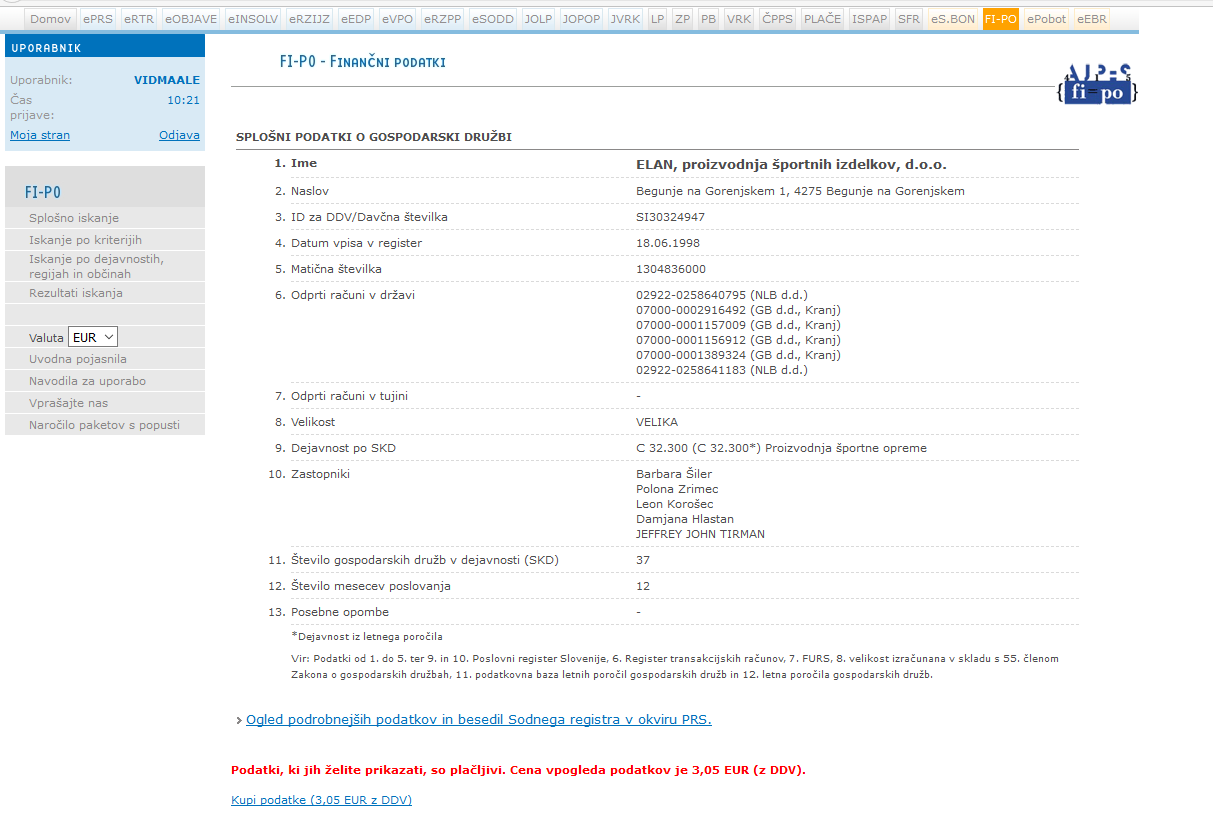 Domov ePRS eRTR eOBJAVE eINSOLV eRZIJZ eEDP eVPO eRZPP eSODD JOLP JOPOP JVRK LP ZP PB VRK ČPPS PLAČE ISPAP SFR eS.BON FI-PO ePobot eEBR
UPORABNIK
Uporabnik: VIDMAALE
Čas prijave: 10:21
Moja stran Odjava
FI-PO
Splošno iskanje
Iskanje po kriterijih
Iskanje po dejavnostih,
regijah in občinah
Rezultati iskanja
Valuta EUR
Uvodna pojasnila
Navodila za uporabo
Vprašajte nas
Naročilo paketov s popusti
FI-PO - Finančni podatki
AJPES
{fi=po}
SPLOŠNI PODATKI O GOSPODARSKI DRUŽBI
1. Ime ELAN, proizvodnja športnih izdelkov, d.o.o.
2. Naslov Begunje na Gorenjskem 1, 4275 Begunje na Gorenjskem
3. ID za DDV/Davčna številka SI30324947
4. Datum vpisa v register 18.06.1998
5. Matična številka 1304836000
6. Odprti računi v državi 02922-0258640795 (NLB d.d.)
07000-0002916492 (GB d.d., Kranj)
07000-0001157009 (GB d.d., Kranj)
07000-0001156912 (GB d.d., Kranj)
07000-0001389324 (GB d.d., Kranj)
02922-0258641183 (NLB d.d.)
7. Odprti računi v tujini -
8. Velikost VELIKA
9. Dejavnost po SKD C 32.300 (C 32.300*) Proizvodnja športne opreme
10. Zastopniki Barbara Šiler
Polona Zrimec
Leon Korošec
Damjana Hlastan
JEFFREY JOHN TIRMAN
11. Število gospodarskih družb v dejavnosti (SKD) 37
12. Število mesecev poslovanja 12
13. Posebne opombe -
*Dejavnost iz letnega poročila
Vir: Podatki od 1. do 5. ter 9. in 10. Poslovni register Slovenije, 6. Register transakcijskih računov, 7. FURS, 8. velikost izračunana v skladu s 55. členom
Zakona o gospodarskih družbah, 11. podatkovna baza letnih poročil gospodarskih družb in 12. letna poročila gospodarskih družb.
Ogled podrobnejših podatkov in besedil Sodnega registra v okviru PRS.
Podatki, ki jih želite prikazati, so plačljivi. Cena vpogleda podatkov je 3,05 EUR (z DDV).
Kupi podatke (3,05 EUR z DDV)